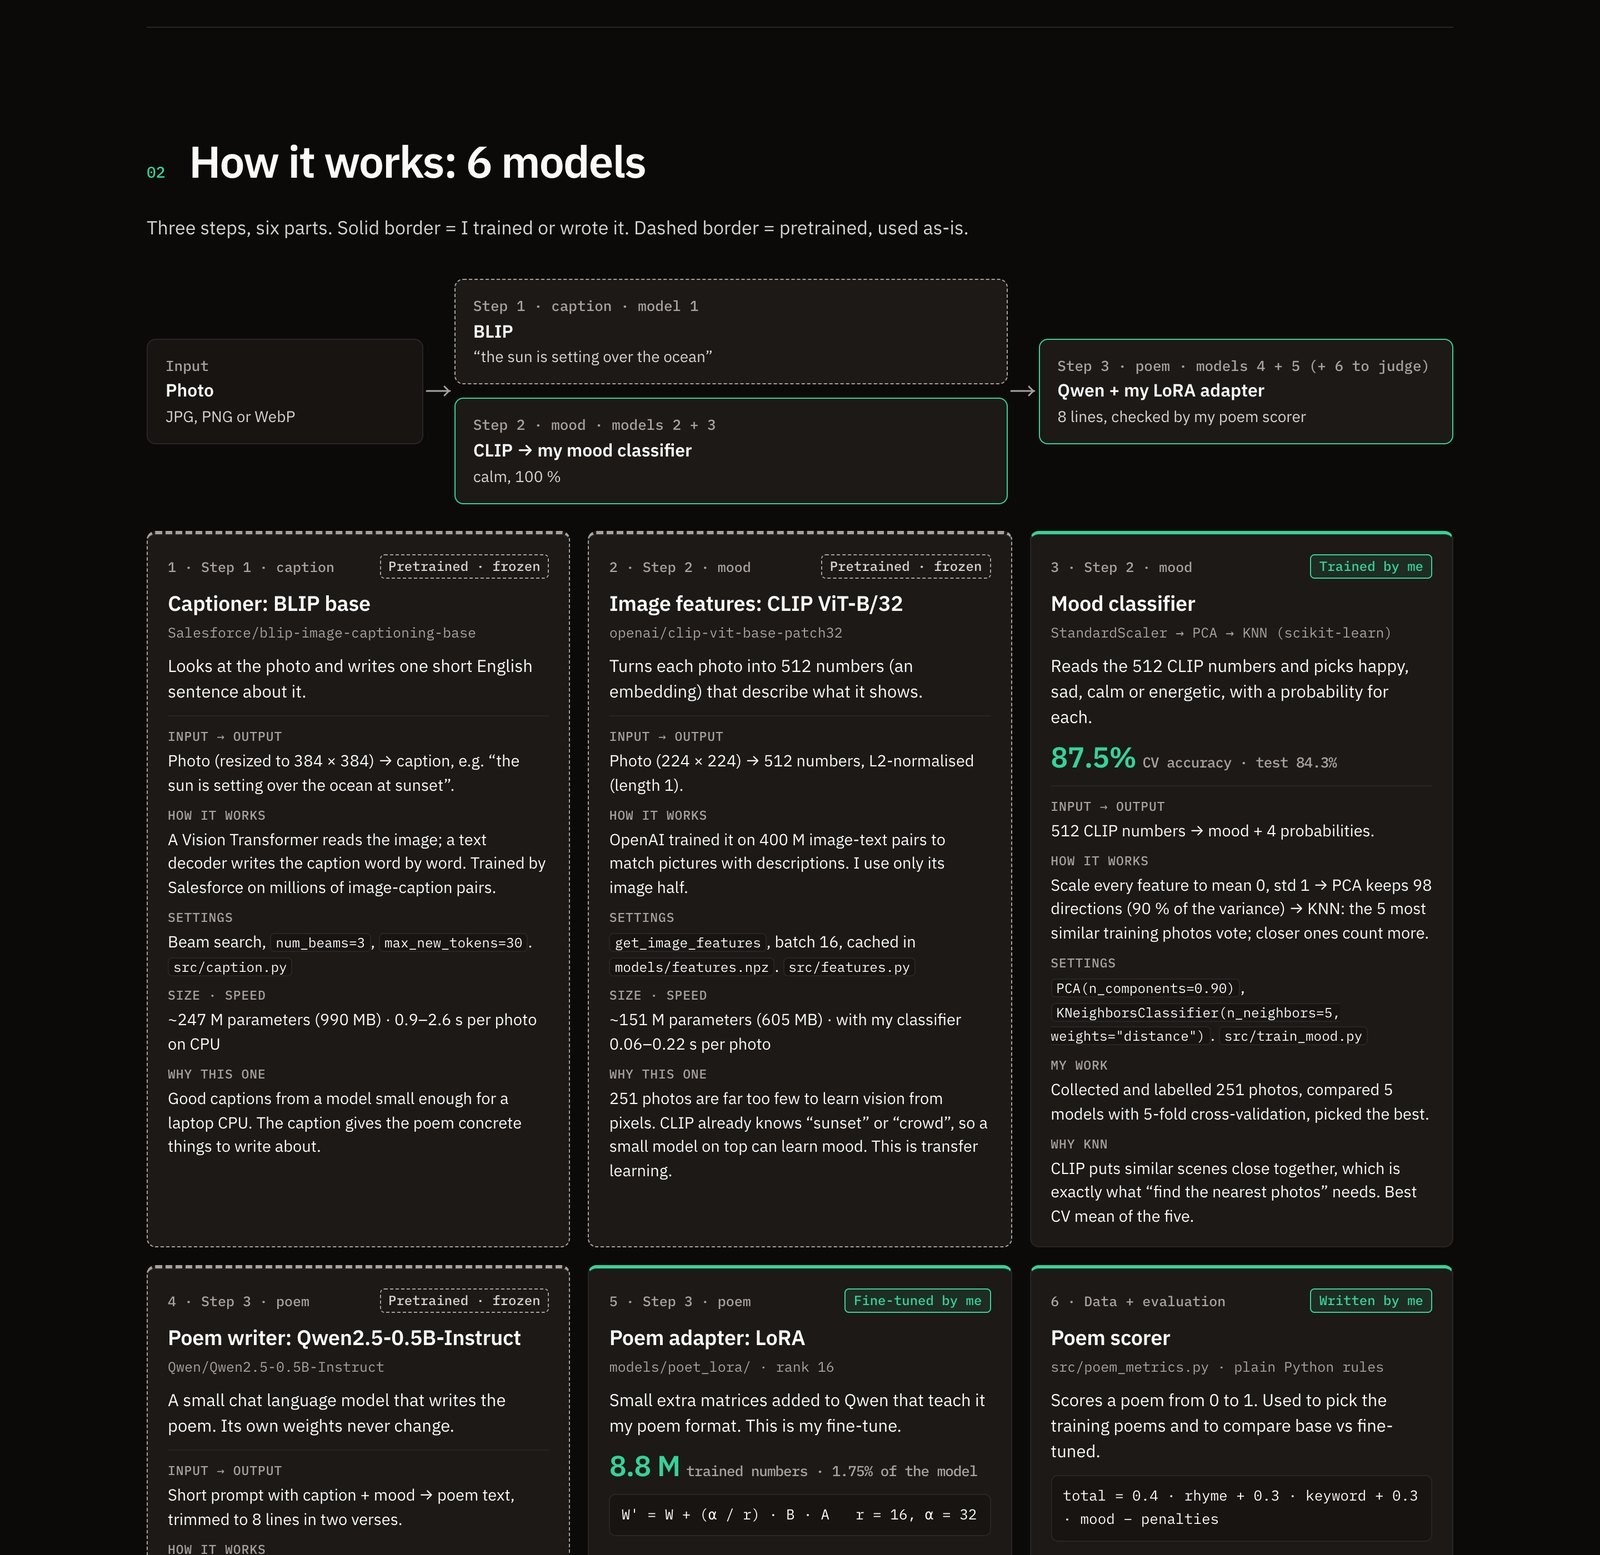 02 How it works: 6 models
Three steps, six parts. Solid border = I trained or wrote it. Dashed border = pretrained, used as-is.
Input
Photo
JPG, PNG or WebP
→
Step 1 · caption · model 1
BLIP
“the sun is setting over the ocean”
Step 2 · mood · models 2 + 3
CLIP → my mood classifier
calm, 100 %
→
Step 3 · poem · models 4 + 5 (+ 6 to judge)
Qwen + my LoRA adapter
8 lines, checked by my poem scorer
1 · Step 1 · caption
Pretrained · frozen
Captioner: BLIP base
Salesforce/blip-image-captioning-base
Looks at the photo and writes one short English
sentence about it.
INPUT → OUTPUT
Photo (resized to 384 × 384) → caption, e.g. “the
sun is setting over the ocean at sunset”.
HOW IT WORKS
A Vision Transformer reads the image; a text
decoder writes the caption word by word. Trained by
Salesforce on millions of image-caption pairs.
SETTINGS
Beam search, num_beams=3, max_new_tokens=30.
src/caption.py
SIZE · SPEED
~247 M parameters (990 MB) · 0.9–2.6 s per photo
on CPU
WHY THIS ONE
Good captions from a model small enough for a
laptop CPU. The caption gives the poem concrete
things to write about.
2 · Step 2 · mood
Pretrained · frozen
Image features: CLIP ViT-B/32
openai/clip-vit-base-patch32
Turns each photo into 512 numbers (an
embedding) that describe what it shows.
INPUT → OUTPUT
Photo (224 × 224) → 512 numbers, L2-normalised
(length 1).
HOW IT WORKS
OpenAI trained it on 400 M image-text pairs to
match pictures with descriptions. I use only its
image half.
SETTINGS
get_image_features, batch 16, cached in
models/features.npz. src/features.py
SIZE · SPEED
~151 M parameters (605 MB) · with my classifier
0.06–0.22 s per photo
WHY THIS ONE
251 photos are far too few to learn vision from
pixels. CLIP already knows “sunset” or “crowd”, so a
small model on top can learn mood. This is transfer
learning.
3 · Step 2 · mood
Trained by me
Mood classifier
StandardScaler → PCA → KNN (scikit-learn)
Reads the 512 CLIP numbers and picks happy,
sad, calm or energetic, with a probability for
each.
87.5% CV accuracy · test 84.3%
INPUT → OUTPUT
512 CLIP numbers → mood + 4 probabilities.
HOW IT WORKS
Scale every feature to mean 0, std 1 → PCA keeps 98
directions (90 % of the variance) → KNN: the 5 most
similar training photos vote; closer ones count more.
SETTINGS
PCA(n_components=0.90),
KNeighborsClassifier(n_neighbors=5,
weights="distance"). src/train_mood.py
MY WORK
Collected and labelled 251 photos, compared 5
models with 5-fold cross-validation, picked the best.
WHY KNN
CLIP puts similar scenes close together, which is
exactly what “find the nearest photos” needs. Best
CV mean of the five.
4 · Step 3 · poem
Pretrained · frozen
Poem writer: Qwen2.5-0.5B-Instruct
Qwen/Qwen2.5-0.5B-Instruct
A small chat language model that writes the
poem. Its own weights never change.
INPUT → OUTPUT
Short prompt with caption + mood → poem text,
trimmed to 8 lines in two verses.
HOW IT WORKS
5 · Step 3 · poem
Fine-tuned by me
Poem adapter: LoRA
models/poet_lora/ · rank 16
Small extra matrices added to Qwen that teach it
my poem format. This is my fine-tune.
8.8 M trained numbers · 1.75% of the model
W' = W + (α / r) · B · A r = 16, α = 32
6 · Data + evaluation
Written by me
Poem scorer
src/poem_metrics.py · plain Python rules
Scores a poem from 0 to 1. Used to pick the
training poems and to compare base vs fine-
tuned.
total = 0.4 · rhyme + 0.3 · keyword + 0.3
· mood − penalties